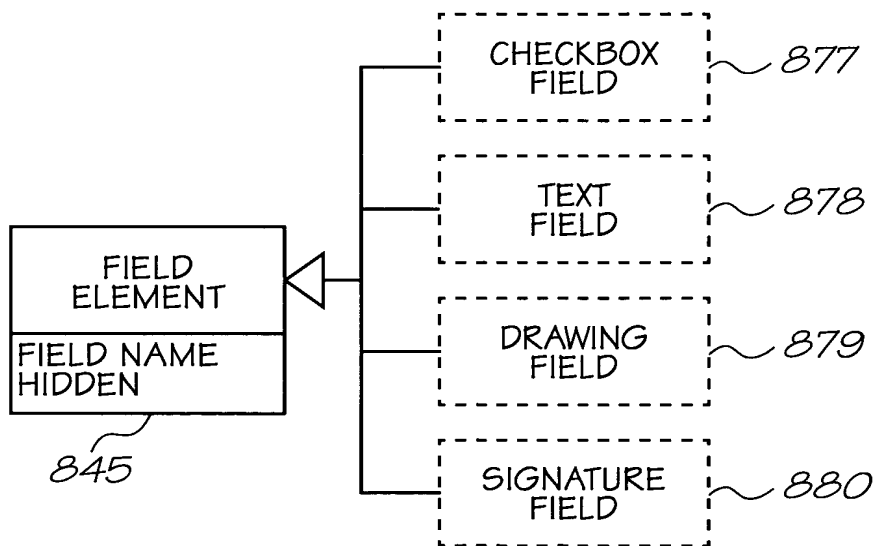 CHECKBOX
FIELD
877
TEXT
FIELD
878
FIELD
ELEMENT
FIELD NAME
HIDDEN
845
DRAWING
FIELD
879
SIGNATURE
FIELD
880